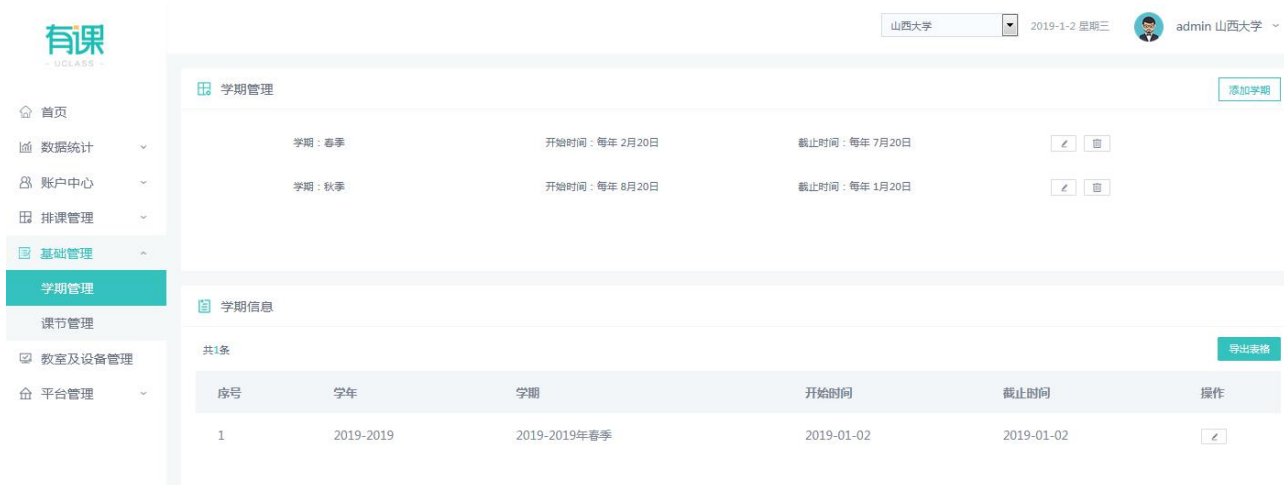 有课
- UCLASS -
山西大学
2019-1-2 星期三
admin 山西大学
首页
数据统计
账户中心
排课管理
基础管理
学期管理
课节管理
教室及设备管理
平台管理
学期管理
添加学期
学期：春季 开始时间：每年 2月20日 截止时间：每年 7月20日
学期：秋季 开始时间：每年 8月20日 截止时间：每年 1月20日
学期信息
共1条
导出表格
序号 学年 学期 开始时间 截止时间 操作
1 2019-2019 2019-2019年春季 2019-01-02 2019-01-02